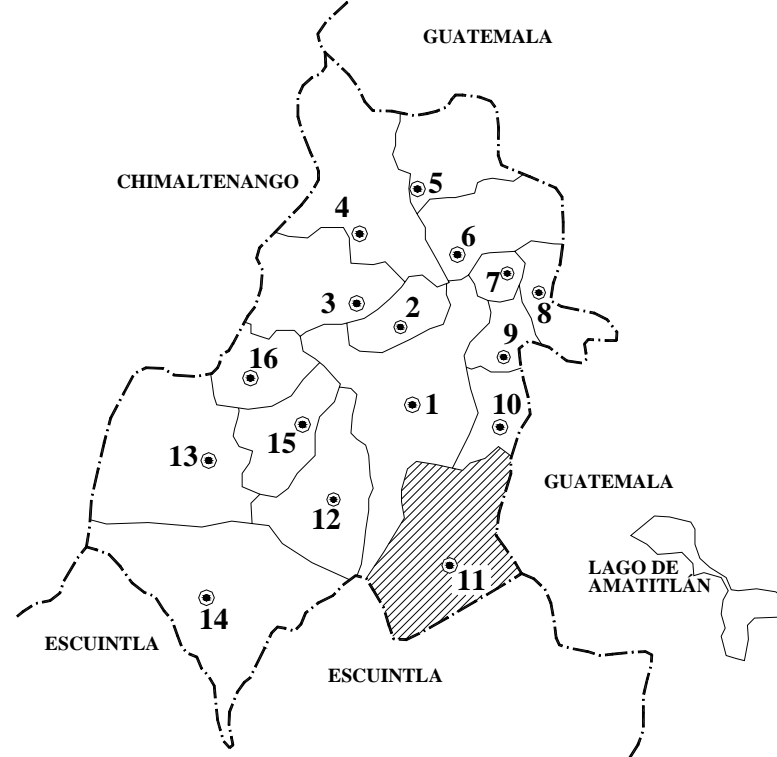 GUATEMALA
CHIMALTENANGO
5
4
6
7
8
3
2
9
16
1
10
15
13
GUATEMALA
12
LAGO DE
AMATITLÁN
11
14
ESCUINTLA
ESCUINTLA